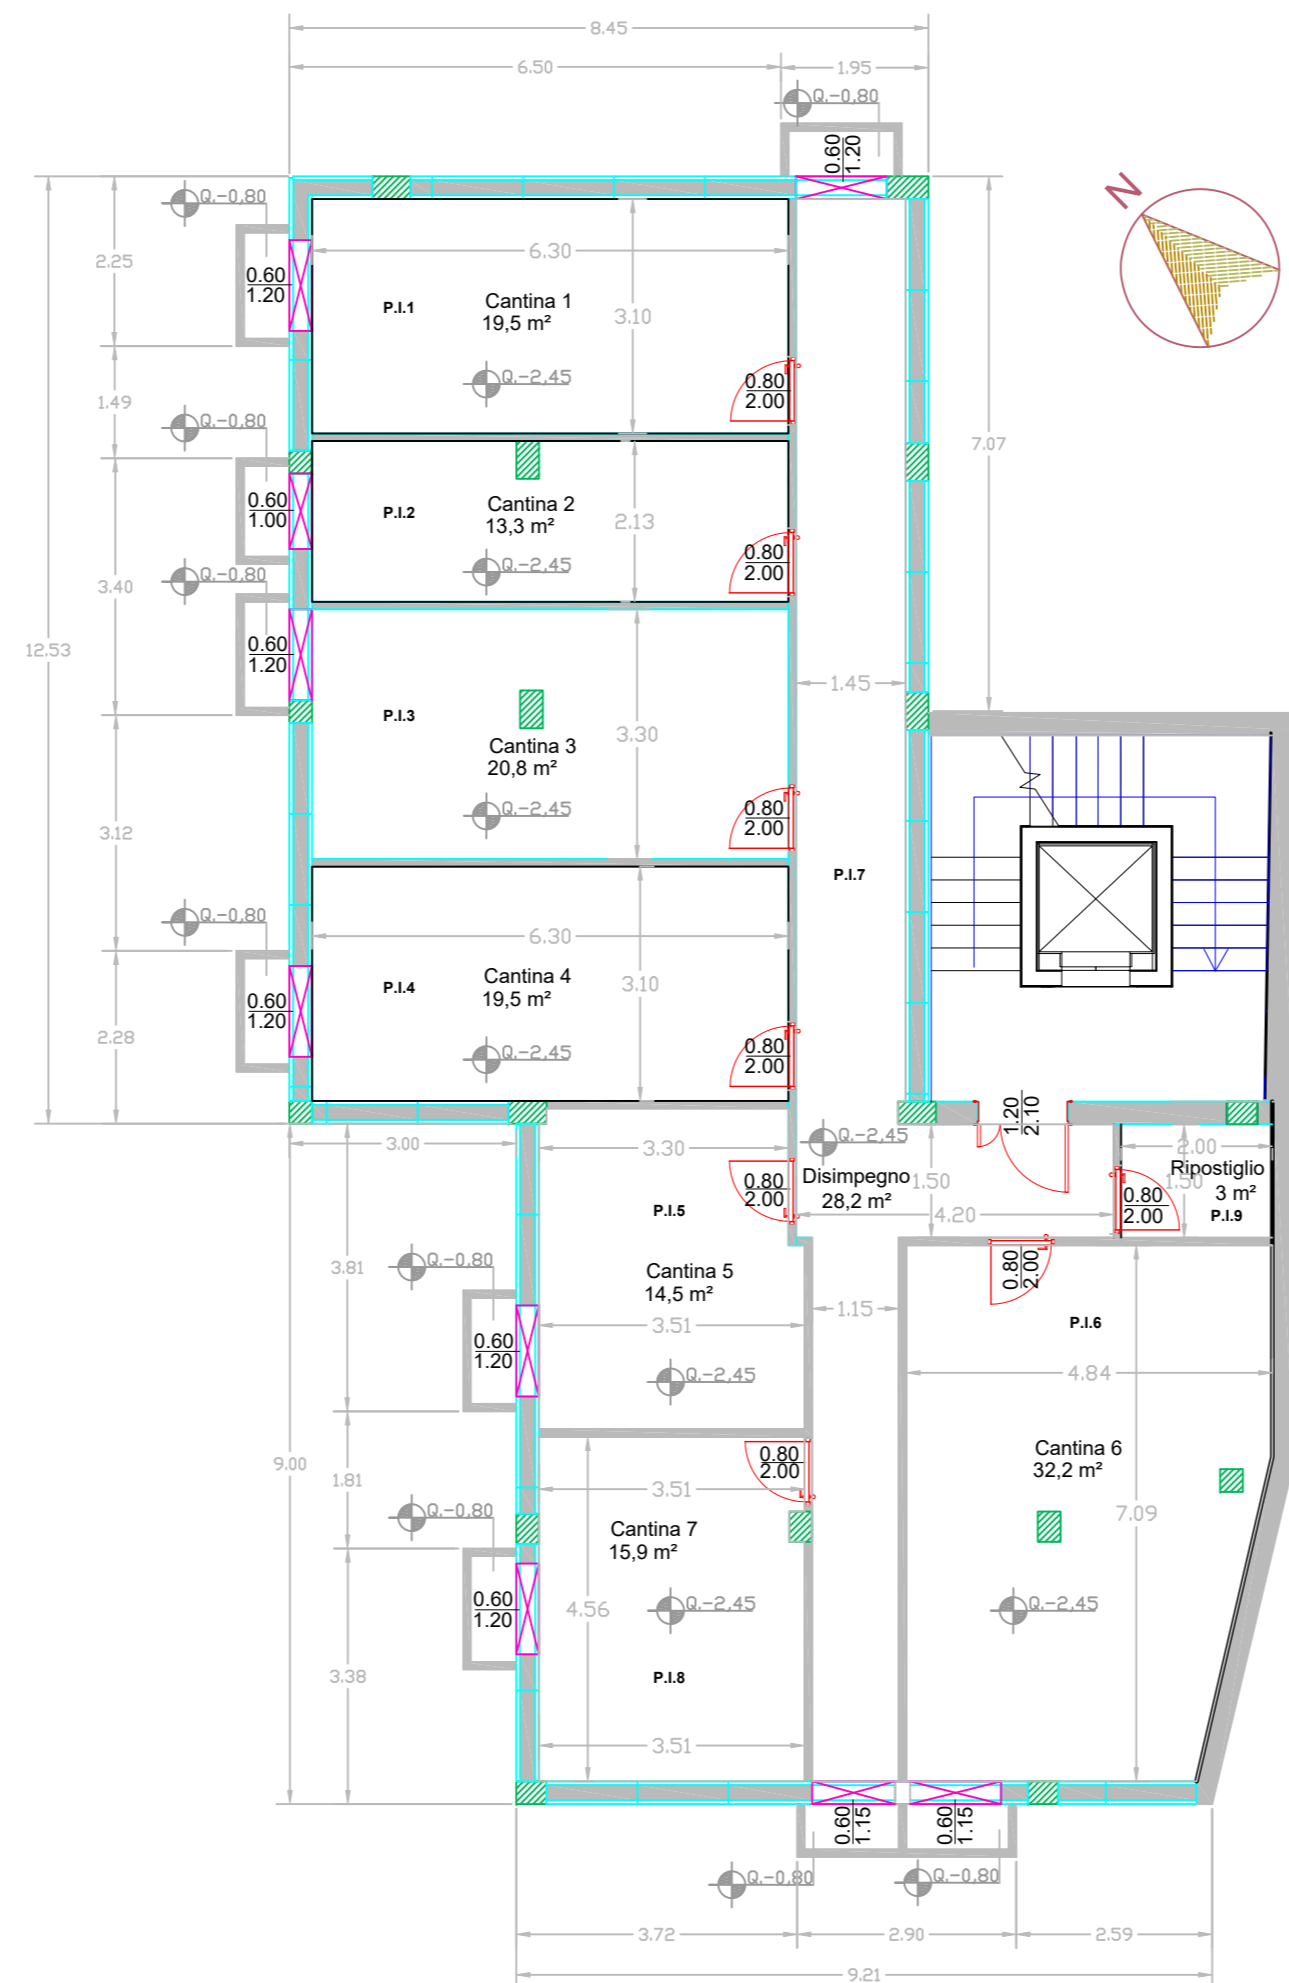 8.45
6.50
1.95
Q.-0,80
0.60
1.20
N
Q.-0,80
2.25
0.60
1.20
6.30
P.I.1
Cantina 1
19,5 m²
3.10
Q.-2,45
0.80
2.00
1.49
Q.-0,80
7.07
0.60
1.00
P.I.2
Cantina 2
13,3 m²
2.13
Q.-2,45
0.80
2.00
Q.-0,80
3.40
12.53
0.60
1.20
1.45
P.I.3
Cantina 3
20,8 m²
3.30
Q.-2,45
0.80
2.00
3.12
P.I.7
Q.-0,80
6.30
P.I.4
Cantina 4
19,5 m²
3.10
0.60
1.20
2.28
Q.-2,45
0.80
2.00
1.20
2.10
3.00
3.30
Q.-2,45
2.00
Disimpegno
28,2 m²
1.50
4.20
Ripostiglio
1.50
3 m²
P.I.9
0.80
2.00
0.80
2.00
P.I.5
3.81
Q.-0,80
Cantina 5
14,5 m²
0.80
2.00
1.15
P.I.6
3.51
0.60
1.20
Q.-2,45
4.84
9.00
1.81
0.80
2.00
3.51
Cantina 6
32,2 m²
Q.-0,80
Cantina 7
15,9 m²
7.09
0.60
1.20
4.56
Q.-2,45
Q.-2,45
3.38
P.I.8
3.51
0.60
1.15
0.60
1.15
Q.-0,80
Q.-0,80
3.72
2.90
2.59
9.21